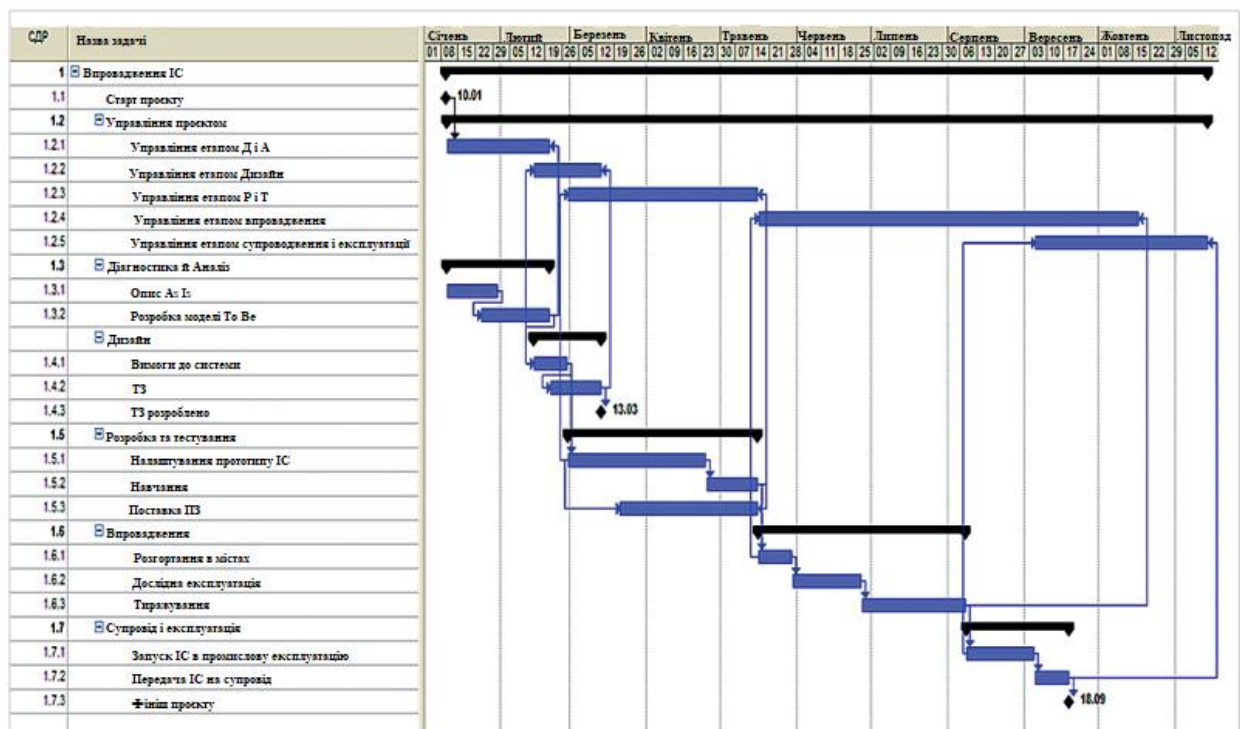 СДР Назва задачі Січень Лютий Березень Квітень Травень Червень Липень Серпень Вересень Жовтень Листопад
01 08 15 22 29 05 12 19 26 05 12 19 26 02 09 16 23 30 07 14 21 28 04 11 18 25 02 09 16 23 30 06 13 20 27 03 10 17 24 01 08 15 22 29 05 12
1 Впровадження ІС
1.1 Старт проєкту 10.01
1.2 Управління проєктом
1.2.1 Управління етапом Д і А
1.2.2 Управління етапом Дизайн
1.2.3 Управління етапом Р і Т
1.2.4 Управління етапом впровадження
1.2.5 Управління етапом супроводження і експлуатації
1.3 Діагностика й Аналіз
1.3.1 Опис As Is
1.3.2 Розробка моделі To Be
Дизайн
1.4.1 Вимоги до системи
1.4.2 ТЗ
1.4.3 ТЗ розроблено 13.03
1.5 Розробка та тестування
1.5.1 Налаштування прототипу ІС
1.5.2 Навчання
1.5.3 Поставка ПЗ
1.6 Впровадження
1.6.1 Розгортання в містах
1.6.2 Дослідна експлуатація
1.6.3 Тиражування
1.7 Супровід і експлуатація
1.7.1 Запуск ІС в промислову експлуатацію
1.7.2 Передача ІС на супровід
1.7.3 Фініш проєкту 18.09